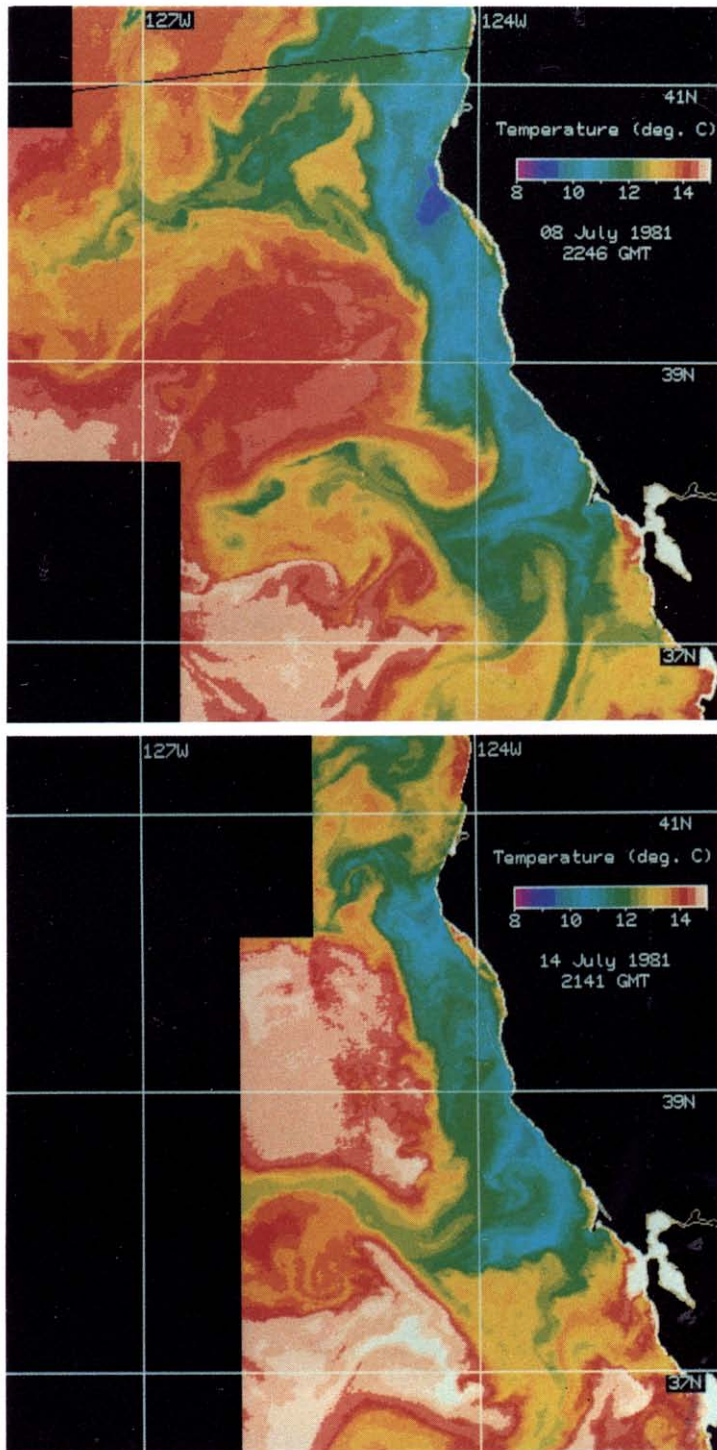 127W
124W
41N
Temperature (deg. C)
8 10 12 14
08 July 1981
2246 GMT
39N
37N
127W
124W
41N
Temperature (deg. C)
8 10 12 14
14 July 1981
2141 GMT
39N
37N